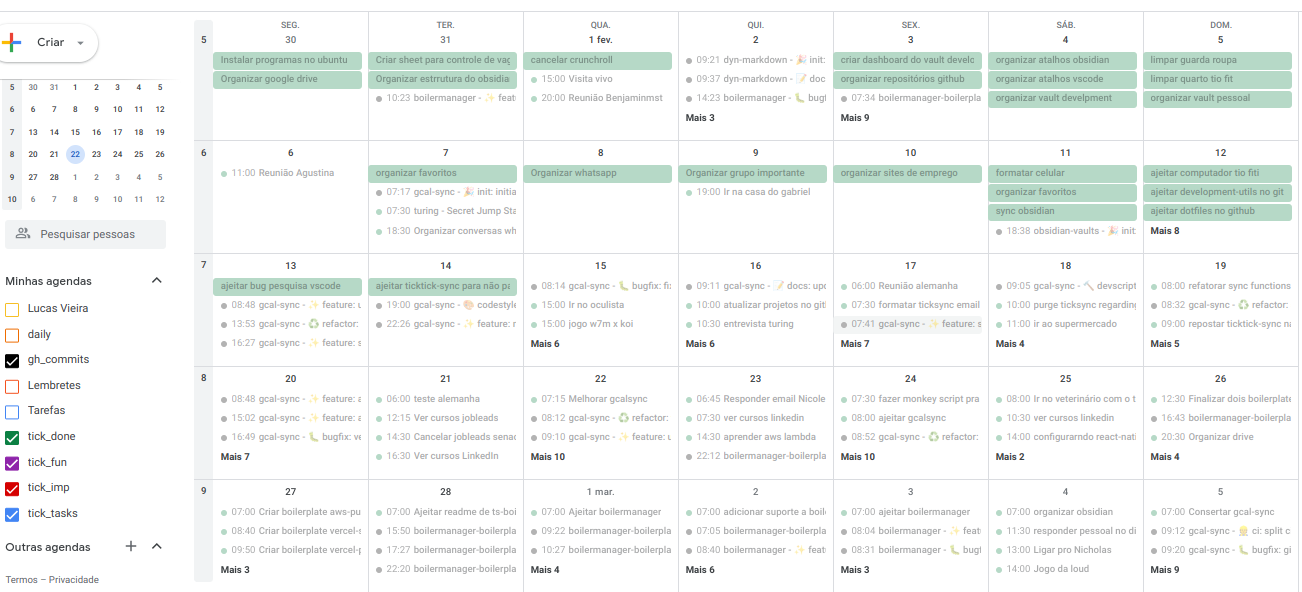 Criar
5 30 31 1 2 3 4 5
6 6 7 8 9 10 11 12
7 13 14 15 16 17 18 19
8 20 21 22 23 24 25 26
9 27 28 1 2 3 4 5
10 6 7 8 9 10 11 12
Pesquisar pessoas
Minhas agendas
Lucas Vieira
daily
gh_commits
Lembretes
Tarefas
tick_done
tick_fun
tick_imp
tick_tasks
Outras agendas
Termos – Privacidade
SEG. TER. QUA. QUI. SEX. SÁB. DOM.
5
30
Instalar programas no ubuntu
Organizar google drive
31
Criar sheet para controle de vag
Organizar estrrutura do obsidia
10:23 boilermanager - ✨ feat
1 fev.
cancelar crunchroll
15:00 Visita vivo
20:00 Reunião Benjaminmst
2
09:21 dyn-markdown - 🎉 init:
09:37 dyn-markdown - 📝 doc
14:23 boilermanager - 🐛 bugf
Mais 3
3
criar dashboard do vault develc
organizar repositórios github
07:34 boilermanager-boilerpla
Mais 9
4
organizar atalhos obsidian
organizar atalhos vscode
organizar vault develpment
5
limpar guarda roupa
limpar quarto tio fit
organizar vault pessoal
6
6
11:00 Reunião Agustina
7
organizar favoritos
07:17 gcal-sync - 🎉 init: initia
07:30 turing - Secret Jump Sta
18:30 Organizar conversas wh
8
Organizar whatsapp
9
Organizar grupo importante
19:00 Ir na casa do gabriel
10
organizar sites de emprego
11
formatar celular
organizar favoritos
sync obsidian
18:38 obsidian-vaults - 🎉 init
12
ajeitar computador tio fiti
ajeitar development-utils no git
ajeitar dotfiles no github
Mais 8
7
13
ajeitar bug pesquisa vscode
08:48 gcal-sync - ✨ feature: u
13:53 gcal-sync - ♻️ refactor:
16:27 gcal-sync - ✨ feature: s
14
ajeitar ticktick-sync para não pa
19:00 gcal-sync - 🎨 codestyle
22:26 gcal-sync - ✨ feature: r
15
08:14 gcal-sync - 🐛 bugfix: fi
15:00 Ir no oculista
15:00 jogo w7m x koi
Mais 6
16
09:11 gcal-sync - 📝 docs: upd
10:00 atualizar projetos no gitl
10:30 entrevista turing
Mais 6
17
06:00 Reunião alemanha
07:30 formatar ticksync email
07:41 gcal-sync - ✨ feature: s
Mais 7
18
09:05 gcal-sync - 🔨 devscript
10:00 purge ticksync regarding
11:00 ir ao supermercado
Mais 4
19
08:00 refatorar sync functions
08:32 gcal-sync - ♻️ refactor:
09:00 repostar ticktick-sync na
Mais 5
8
20
08:48 gcal-sync - ✨ feature: a
15:02 gcal-sync - ✨ feature: a
16:49 gcal-sync - 🐛 bugfix: ve
Mais 7
21
06:00 teste alemanha
12:15 Ver cursos jobleads
14:30 Cancelar jobleads senac
16:30 Ver cursos LinkedIn
22
07:15 Melhorar gcalsync
08:12 gcal-sync - ♻️ refactor:
09:10 gcal-sync - ✨ feature: u
Mais 10
23
06:45 Responder email Nicole
07:30 ver cursos linkedin
14:30 aprender aws lambda
22:12 boilermanager-boilerpla
24
07:30 fazer monkey script pra
08:00 ajeitar gcalsync
08:52 gcal-sync - ♻️ refactor:
Mais 10
25
08:00 Ir no veterinário com o t
10:30 ver cursos linkedin
14:00 configurarndo react-nati
Mais 2
26
12:30 Finalizar dois boilerplate
16:43 boilermanager-boilerpla
20:30 Organizar drive
Mais 4
9
27
07:00 Criar boilerplate aws-pu
08:40 Criar boilerplate vercel-s
09:50 Criar boilerplate vercel-p
Mais 3
28
07:00 Ajeitar readme de ts-boi
15:50 boilermanager-boilerpla
17:27 boilermanager-boilerpla
22:20 boilermanager-boilerpla
1 mar.
07:00 Ajeitar boilermanager
09:22 boilermanager-boilerpla
10:27 boilermanager-boilerpla
Mais 4
2
07:00 adicionar suporte a boil
07:05 boilermanager-boilerpla
08:40 boilermanager - ✨ feat
Mais 6
3
07:00 ajeitar boilermanager
08:04 boilermanager - ✨ feat
08:31 boilermanager - 🐛 bugf
Mais 3
4
07:00 organizar obsidian
11:30 responder pessoal no di
13:00 Ligar pro Nicholas
14:00 Jogo da loud
5
07:00 Consertar gcal-sync
09:12 gcal-sync - 👷 ci: split c
09:20 gcal-sync - 🐛 bugfix: gi
Mais 9